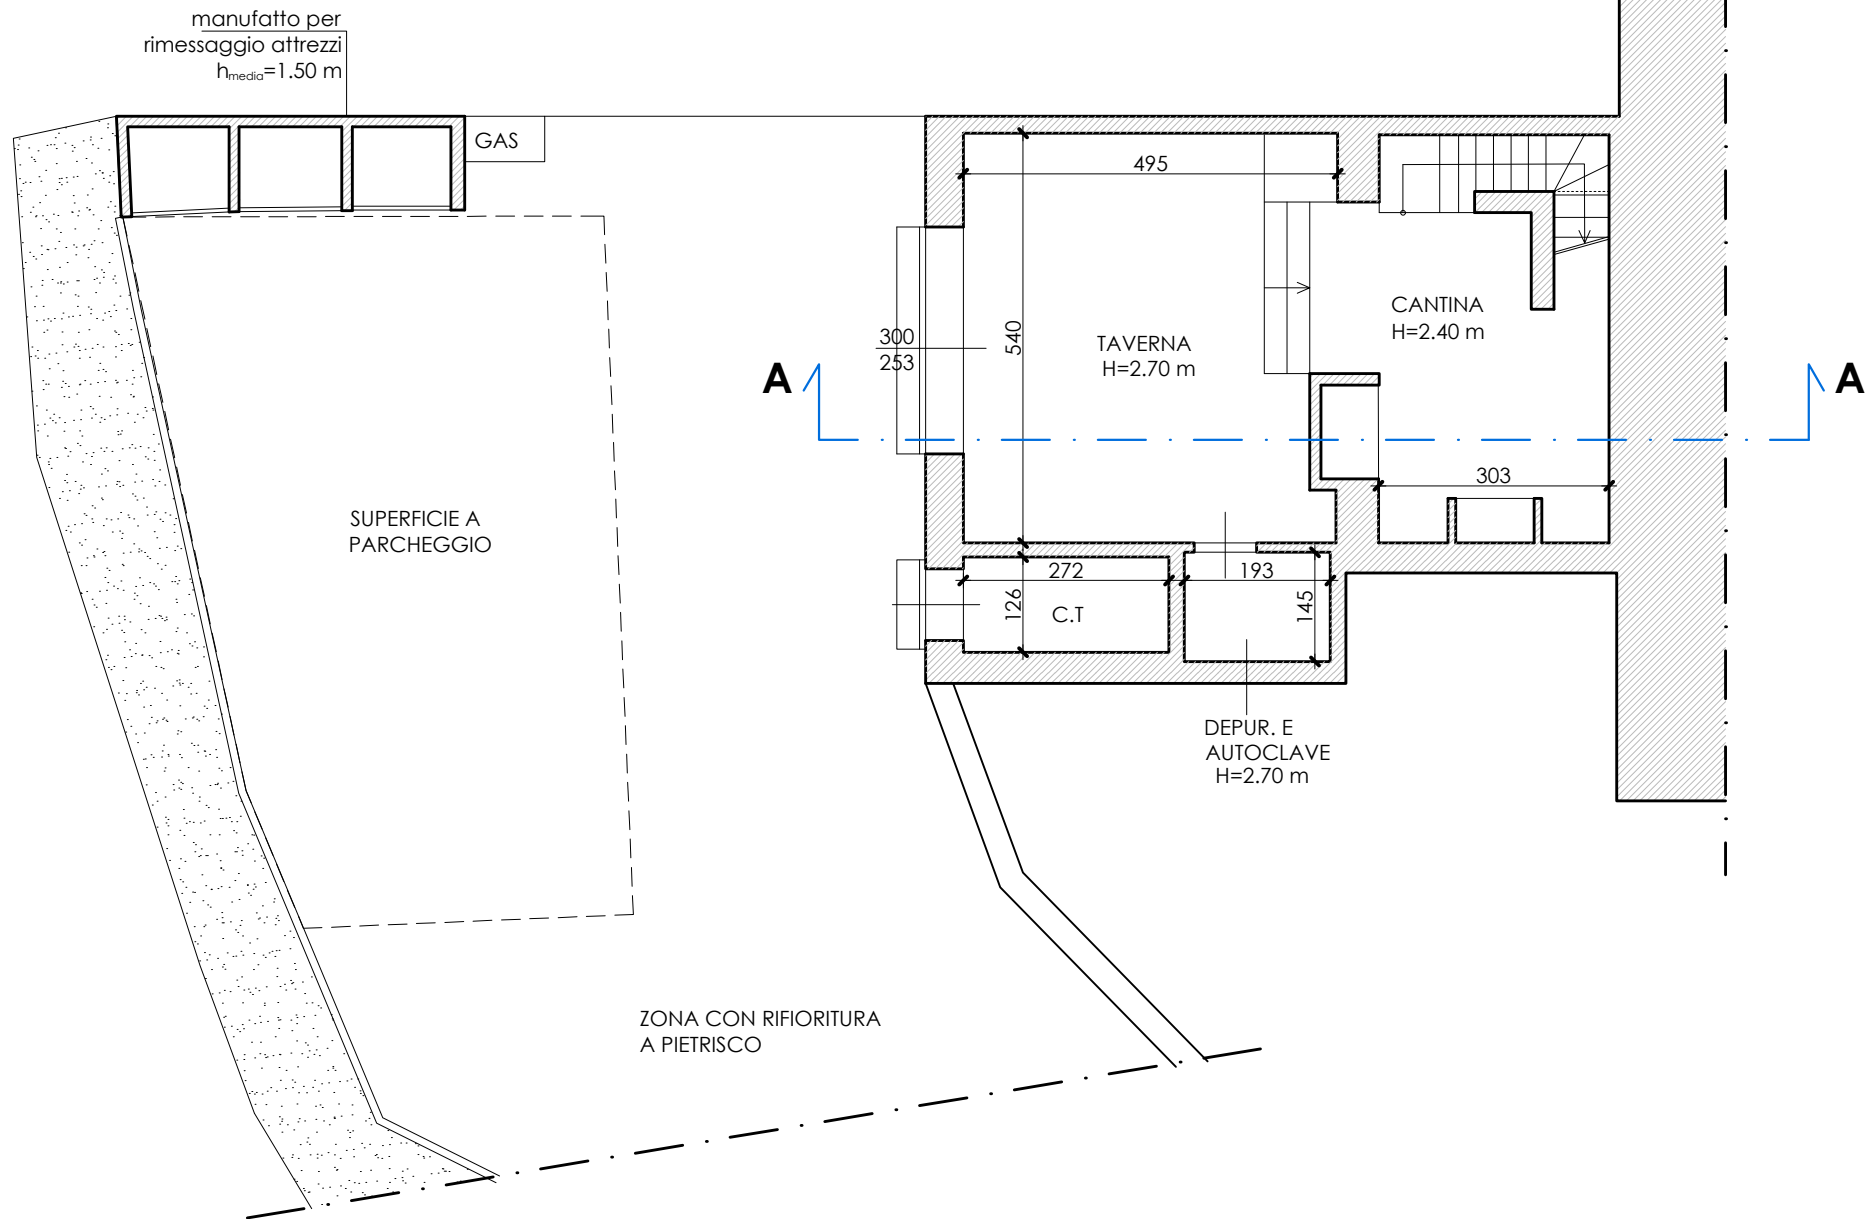 manufatto per
rimessaggio attrezzi
hmedia=1.50 m
GAS
495
CANTINA
H=2.40 m
300
253
540
TAVERNA
H=2.70 m
A
A
303
SUPERFICIE A
PARCHEGGIO
272
193
126
C.T
145
DEPUR. E
AUTOCLAVE
H=2.70 m
ZONA CON RIFIORITURA
A PIETRISCO